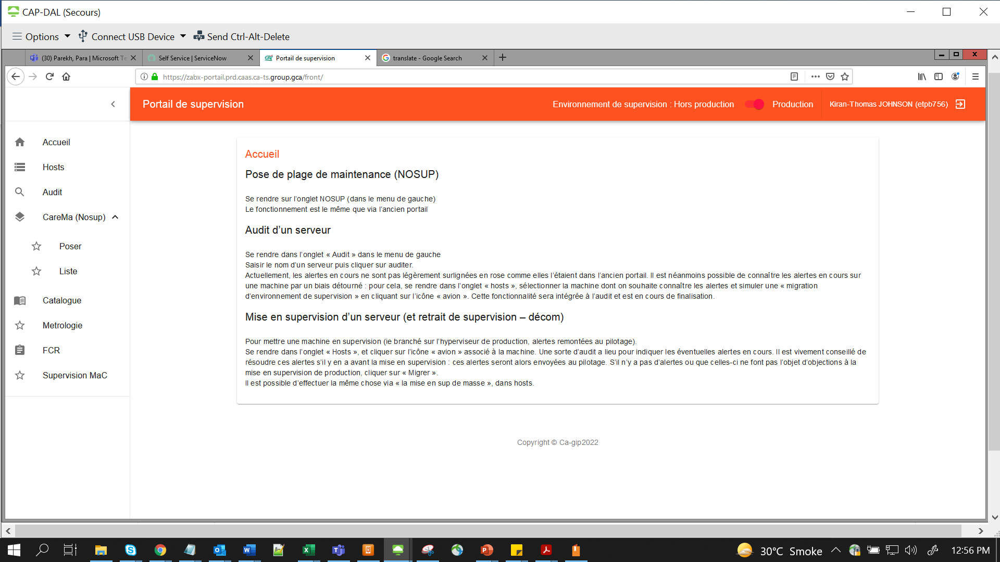 CAP-DAL (Secours)
Options
Connect USB Device
Send Ctrl-Alt-Delete
(30) Parekh, Para | Microsoft Te
Self Service | ServiceNow
Portail de supervision
translate - Google Search
https://zabx-portail.prd.caas.ca-ts.group.gca/front/
Portail de supervision
Environnement de supervision : Hors production
Production
Kiran-Thomas JOHNSON (etpb756)
Accueil
Hosts
Audit
CareMa (Nosup)
Poser
Liste
Catalogue
Metrologie
FCR
Supervision MaC
Accueil
Pose de plage de maintenance (NOSUP)
Se rendre sur l’onglet NOSUP (dans le menu de gauche)
Le fonctionnement est le même que via l’ancien portail
Audit d’un serveur
Se rendre dans l’onglet « Audit » dans le menu de gauche
Saisir le nom d’un serveur puis cliquer sur auditer.
Actuellement, les alertes en cours ne sont pas légèrement surlignées en rose comme elles l’étaient dans l’ancien portail. Il est néanmoins possible de connaître les alertes en cours sur
une machine par un biais détourné : pour cela, se rendre dans l’onglet « hosts », sélectionner la machine dont on souhaite connaître les alertes et simuler une « migration
d’environnement de supervision » en cliquant sur l’icône « avion ». Cette fonctionnalité sera intégrée à l’audit et est en cours de finalisation.
Mise en supervision d’un serveur (et retrait de supervision – décom)
Pour mettre une machine en supervision (ie branché sur l’hyperviseur de production, alertes remontées au pilotage).
Se rendre dans l’onglet « Hosts », et cliquer sur l’icône « avion » associé à la machine. Une sorte d’audit a lieu pour indiquer les éventuelles alertes en cours. Il est vivement conseillé de
résoudre ces alertes s’il y en a avant la mise en supervision : ces alertes seront alors envoyées au pilotage. S’il n’y a pas d’alertes ou que celles-ci ne font pas l’objet d’objections à la
mise en supervision de production, cliquer sur « Migrer ».
Il est possible d’effectuer la même chose via « la mise en sup de masse », dans hosts.
Copyright © Ca-gip2022
30°C Smoke
12:56 PM